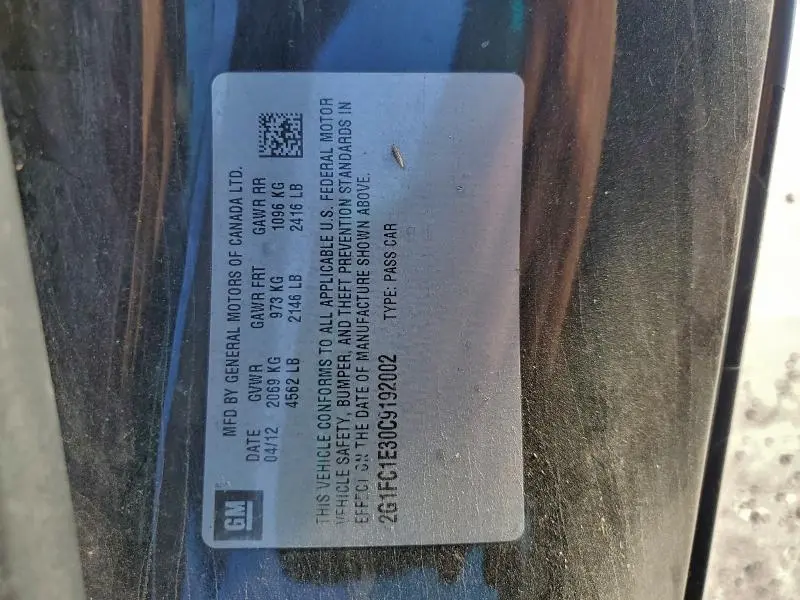 GM
MFD BY GENERAL MOTORS OF CANADA LTD.
DATE GVWR GAWR FRT GAWR RR
04/12 2069 KG 973 KG 1096 KG
4562 LB 2146 LB 2416 LB
THIS VEHICLE CONFORMS TO ALL APPLICABLE U.S. FEDERAL MOTOR
VEHICLE SAFETY, BUMPER, AND THEFT PREVENTION STANDARDS IN
EFFECT ON THE DATE OF MANUFACTURE SHOWN ABOVE.
2G1FC1E30C9192002 TYPE: PASS CAR